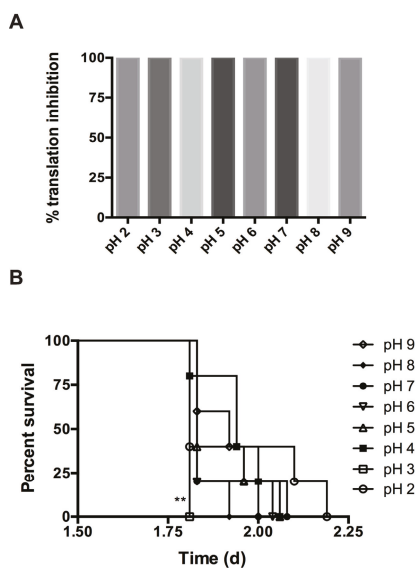 A
% translation inhibition
100
75
50
25
0
pH 2
pH 3
pH 4
pH 5
pH 6
pH 7
pH 8
pH 9
B
Percent survival
100
75
50
25
0
**
1.50
1.75
2.00
2.25
Time (d)
pH 9
pH 8
pH 7
pH 6
pH 5
pH 4
pH 3
pH 2